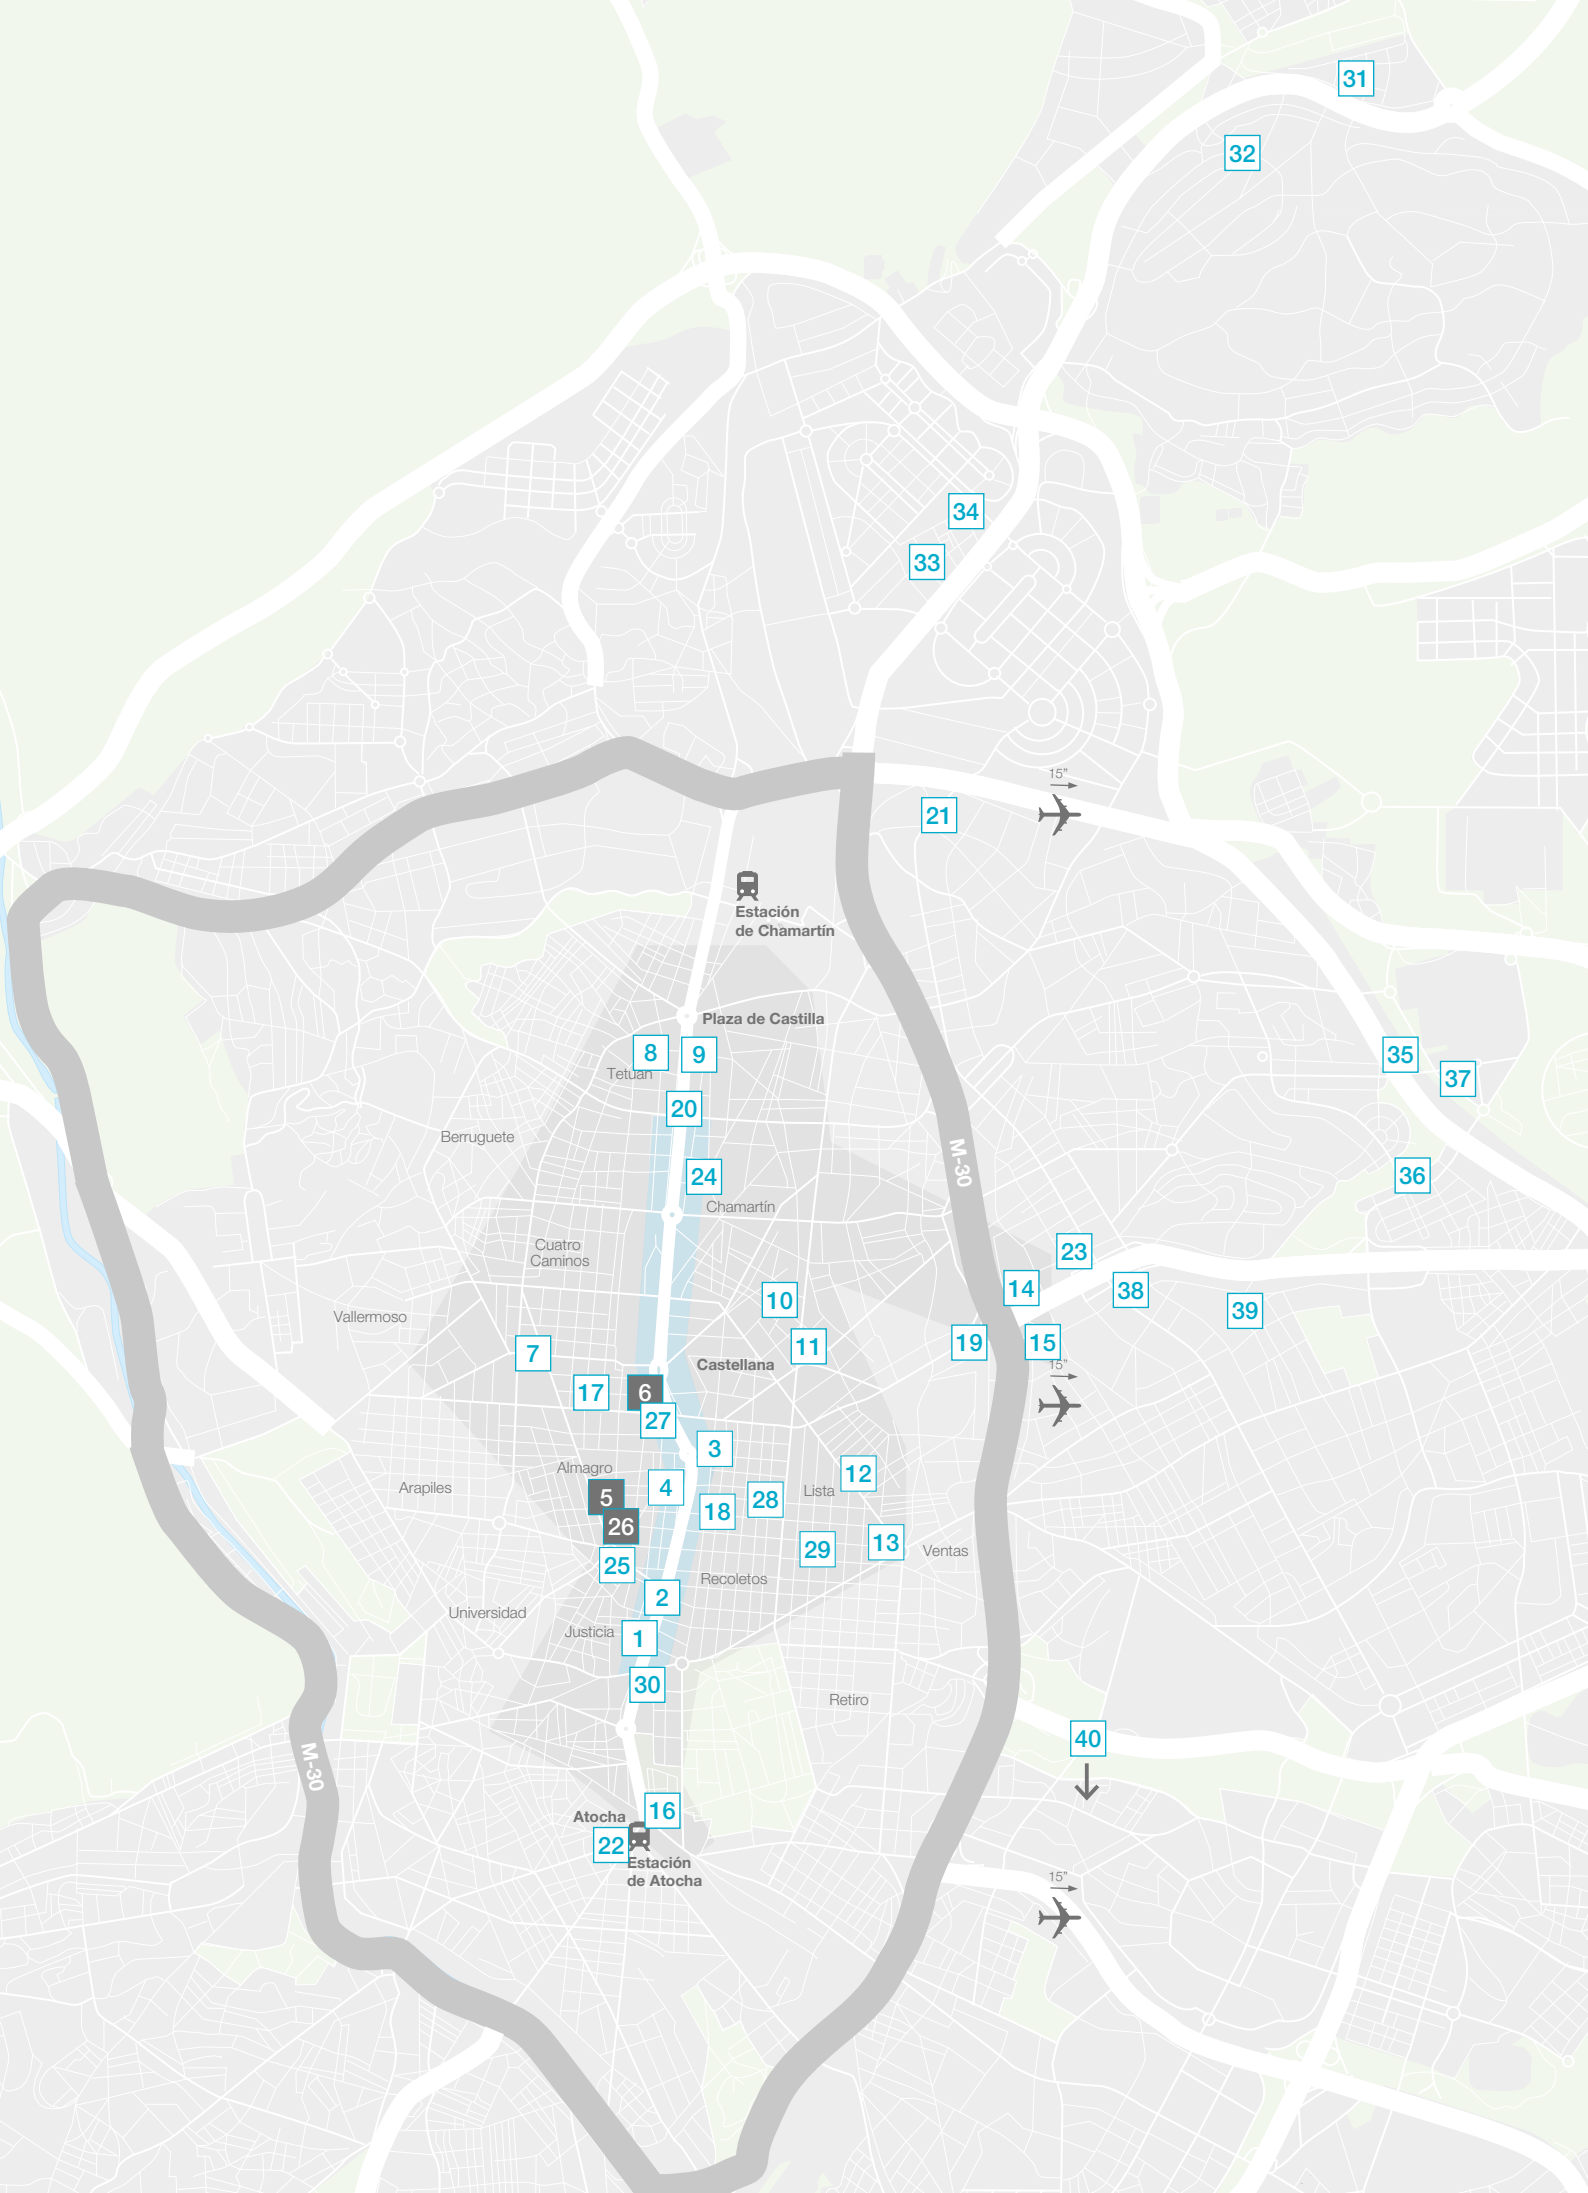 31
32
34
33
15"
21
Estación
de Chamartín
Plaza de Castilla
8
9
Tetuán
35
37
20
Berruguete
M-30
24
36
Chamartín
Cuatro
Caminos
23
14
38
10
39
Vallermoso
11
19
15
7
Castellana
15"
17
6
27
3
Almagro
12
Arapiles
4
Lista
5
28
18
26
13
29
Ventas
25
Recoletos
2
Universidad
Justicia
1
30
Retiro
40
M-30
16
Atocha
22
Estación
de Atocha
15"